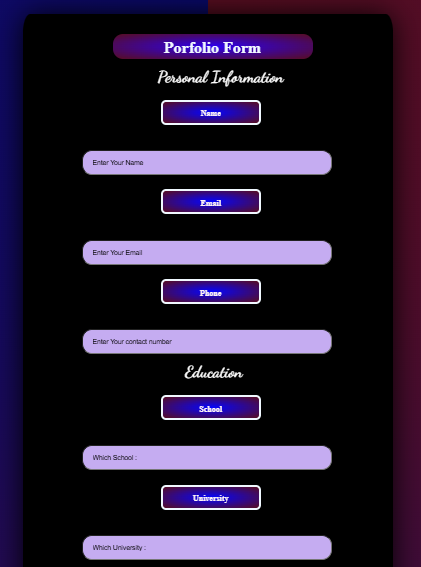 Porfolio Form
Personal Information
Name
Enter Your Name
Email
Enter Your Email
Phone
Enter Your contact number
Education
School
Which School :
University
Which University :